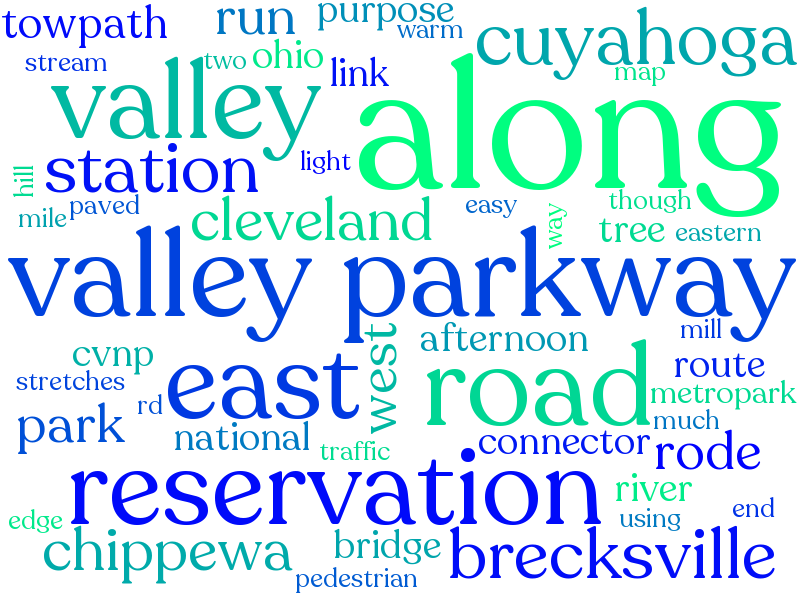 towpath
run
purpose
warm
cuyahoga
stream
two
ohio
link
map
valley
along
station
light
hill
mile
paved
cleveland
easy
way
though
tree
eastern
valley parkway
mill
cvnp
west
afternoon
route
stretches
rd
east
road
metropark
park
national
traffic
connector
much
rode
reservation
river
edge
using
end
chippewa
bridge
brecksville
pedestrian